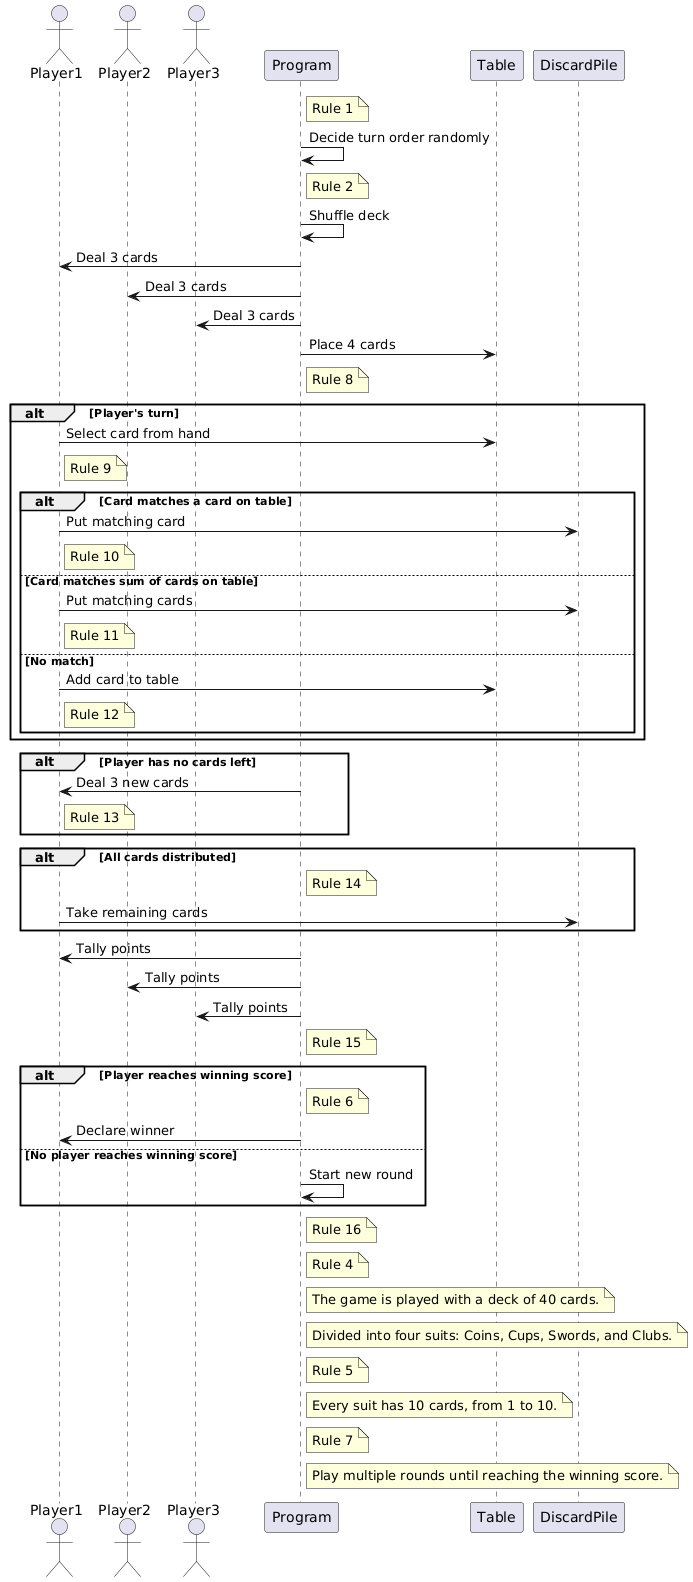 Player1 Player2 Player3 Program Table DiscardPile
Rule 1
Decide turn order randomly
Rule 2
Shuffle deck
Deal 3 cards
Deal 3 cards
Deal 3 cards
Place 4 cards
Rule 8
alt [Player's turn]
Select card from hand
Rule 9
alt [Card matches a card on table]
Put matching card
Rule 10
[Card matches sum of cards on table]
Put matching cards
Rule 11
[No match]
Add card to table
Rule 12
alt [Player has no cards left]
Deal 3 new cards
Rule 13
alt [All cards distributed]
Rule 14
Take remaining cards
Tally points
Tally points
Tally points
Rule 15
alt [Player reaches winning score]
Rule 6
Declare winner
[No player reaches winning score]
Start new round
Rule 16
Rule 4
The game is played with a deck of 40 cards.
Divided into four suits: Coins, Cups, Swords, and Clubs.
Rule 5
Every suit has 10 cards, from 1 to 10.
Rule 7
Play multiple rounds until reaching the winning score.
Player1 Player2 Player3 Program Table DiscardPile